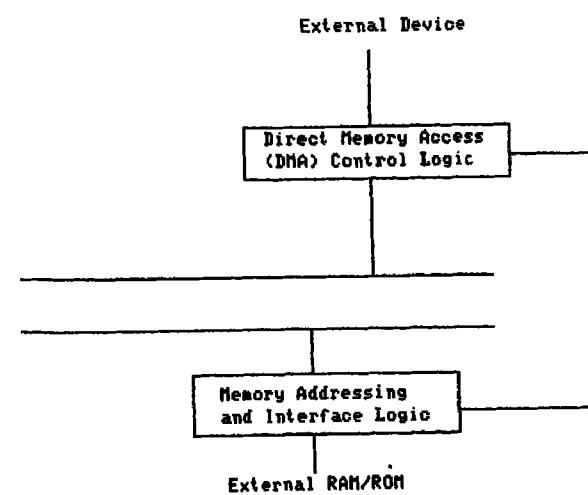 External Device
Direct Memory Access
(DMA) Control Logic
Memory Addressing
and Interface Logic
External RAM/ROM